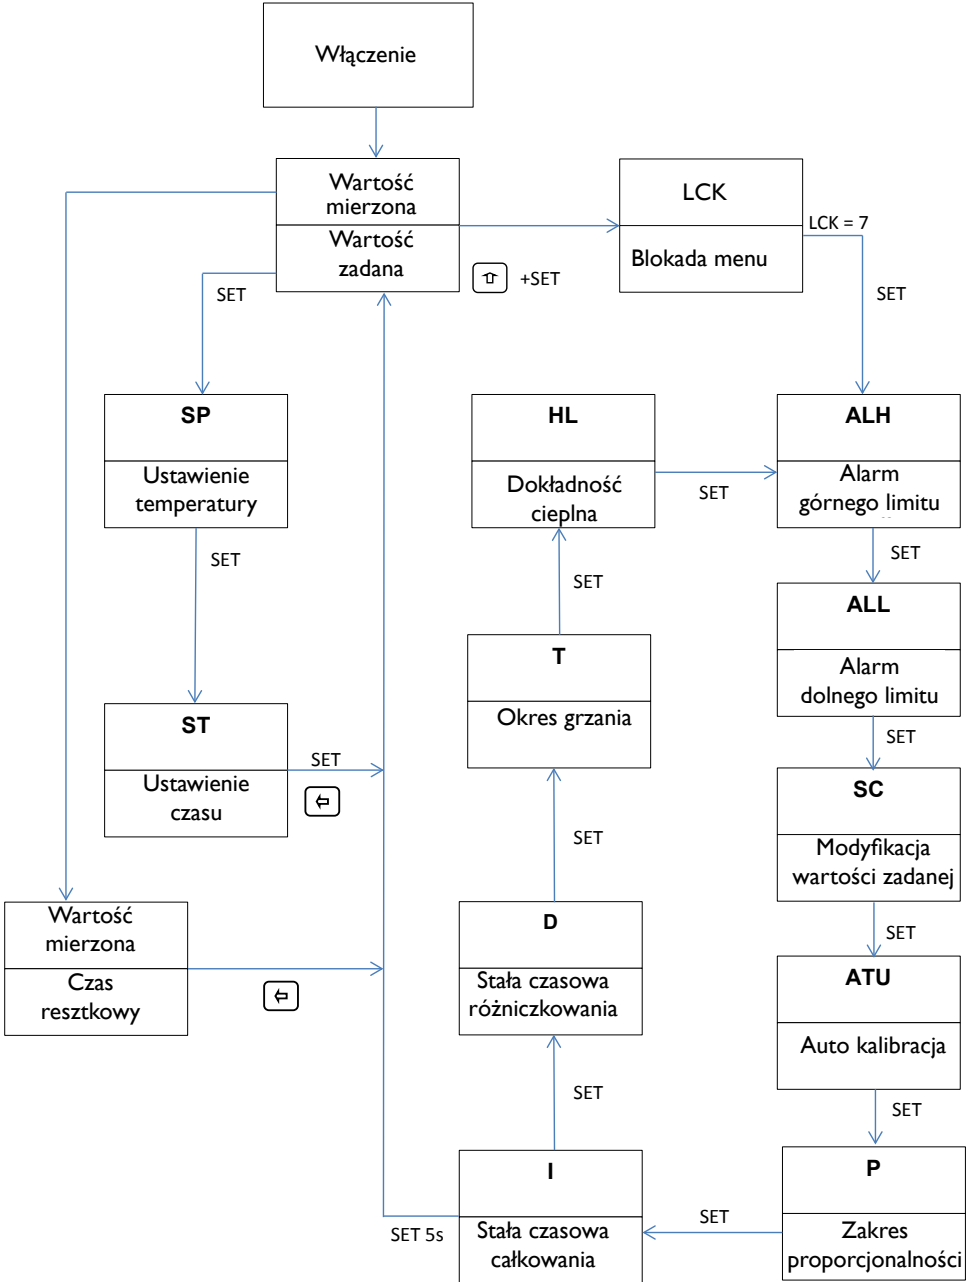 Włączenie
Wartość
mierzona
Wartość
zadana
LCK
Blokada menu
LCK = 7
+SET
SET
SET
SP
Ustawienie
temperatury
HL
Dokładność
cieplna
SET
ALH
Alarm
górnego limitu
SET
SET
SET
ALL
Alarm
dolnego limitu
T
Okres grzania
ST
Ustawienie
czasu
SET
SET
SC
Modyfikacja
wartości zadanej
SET
SET
Wartość
mierzona
Czas
resztkowy
D
Stała czasowa
różniczkowania
ATU
Auto kalibracja
SET
SET
I
Stała czasowa
całkowania
SET 5s
SET
P
Zakres
proporcjonalności